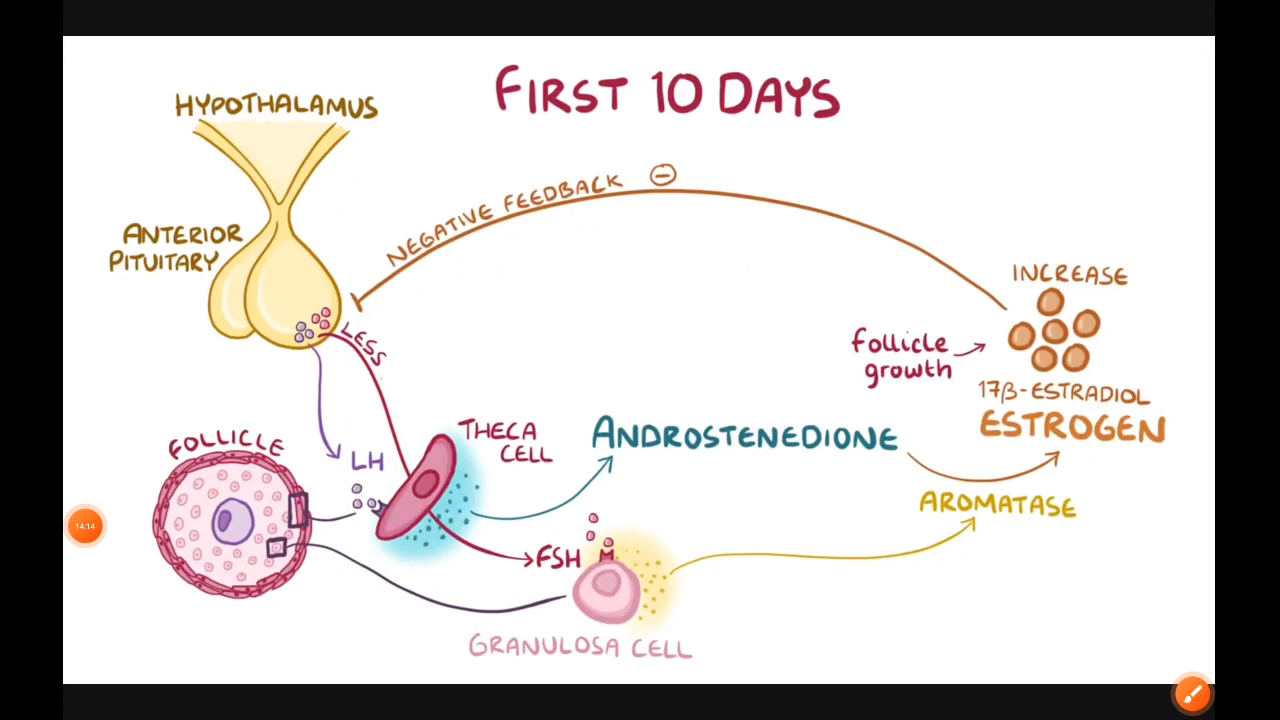 FIRST 10 DAYS
HYPOTHALAMUS
NEGATIVE FEEDBACK −
ANTERIOR
PITUITARY
INCREASE
LESS
follicle
growth
17β-ESTRADIOL
ESTROGEN
FOLLICLE
THECA
CELL
ANDROSTENEDIONE
LH
AROMATASE
FSH
GRANULOSA CELL
14:14